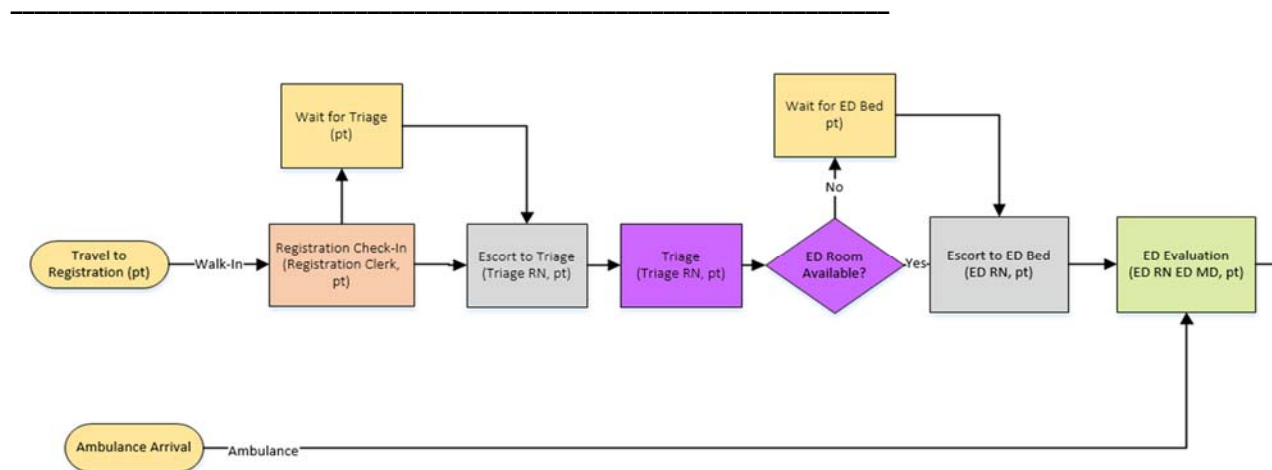 Wait for Triage
(pt)
Wait for ED Bed
pt)
No
Travel to
Registration (pt)
Walk-In
Registration Check-In
(Registration Clerk,
pt)
Escort to Triage
(Triage RN, pt)
Triage
(Triage RN, pt)
ED Room
Available?
Yes
Escort to ED Bed
(ED RN, pt)
ED Evaluation
(ED RN ED MD, pt)
Ambulance Arrival
Ambulance